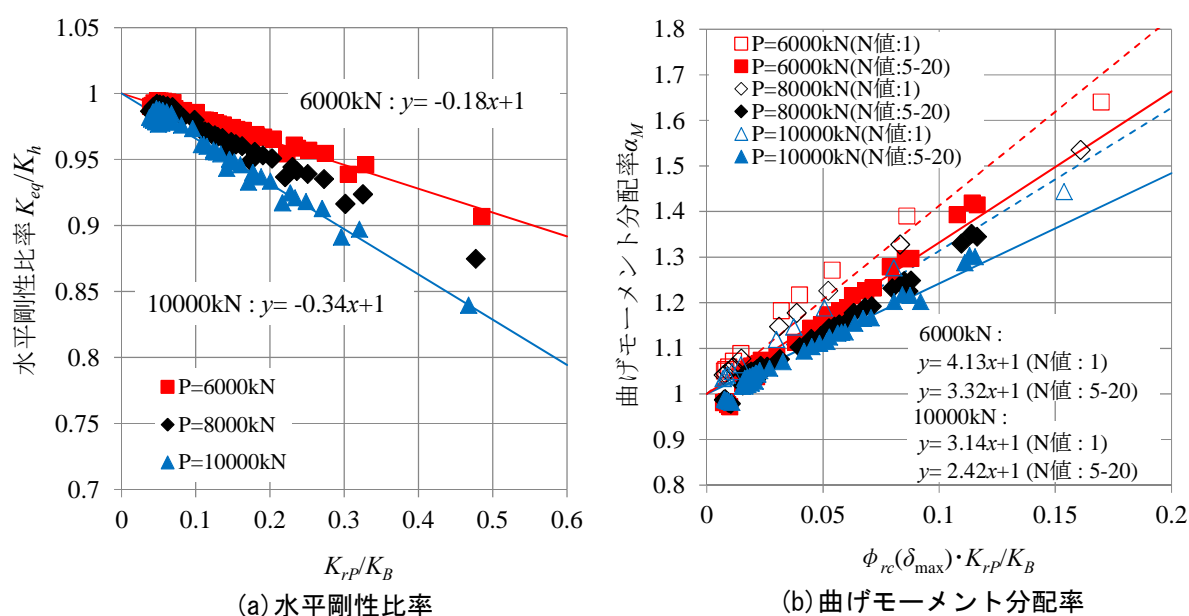 1.05
1
0.95
0.9
0.85
0.8
0.75
0.7
0
0.1
0.2
0.3
0.4
0.5
0.6
水平剛性比率 Keq/Kh
6000kN : y= -0.18x+1
10000kN : y= -0.34x+1
P=6000kN
P=8000kN
P=10000kN
KrP/KB
(a)水平剛性比率
1.8
1.7
1.6
1.5
1.4
1.3
1.2
1.1
1
0.9
0.8
0
0.05
0.1
0.15
0.2
曲げモーメント分配率αM
P=6000kN(N値:1)
P=6000kN(N値:5-20)
P=8000kN(N値:1)
P=8000kN(N値:5-20)
P=10000kN(N値:1)
P=10000kN(N値:5-20)
6000kN :
y= 4.13x+1 (N値 : 1)
y= 3.32x+1 (N値 : 5-20)
10000kN :
y= 3.14x+1 (N値 : 1)
y= 2.42x+1 (N値 : 5-20)
ϕrc(δmax)・KrP/KB
(b)曲げモーメント分配率